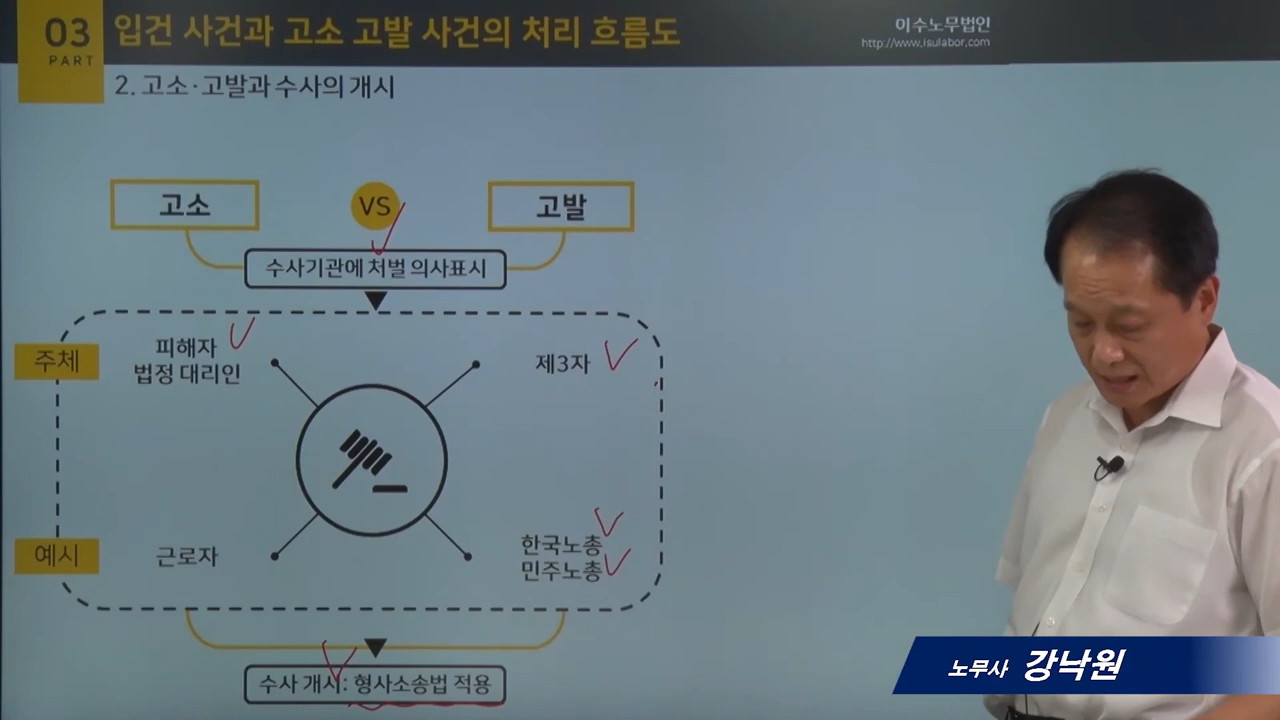 03
PART
입건 사건과 고소 고발 사건의 처리 흐름도
이수노무법인
http://www.isulabor.com
2. 고소·고발과 수사의 개시
고소
VS
고발
수사기관에 처벌 의사표시
주체
피해자
법정 대리인
제3자
예시
근로자
한국노총
민주노총
수사 개시: 형사소송법 적용
노무사 강낙원